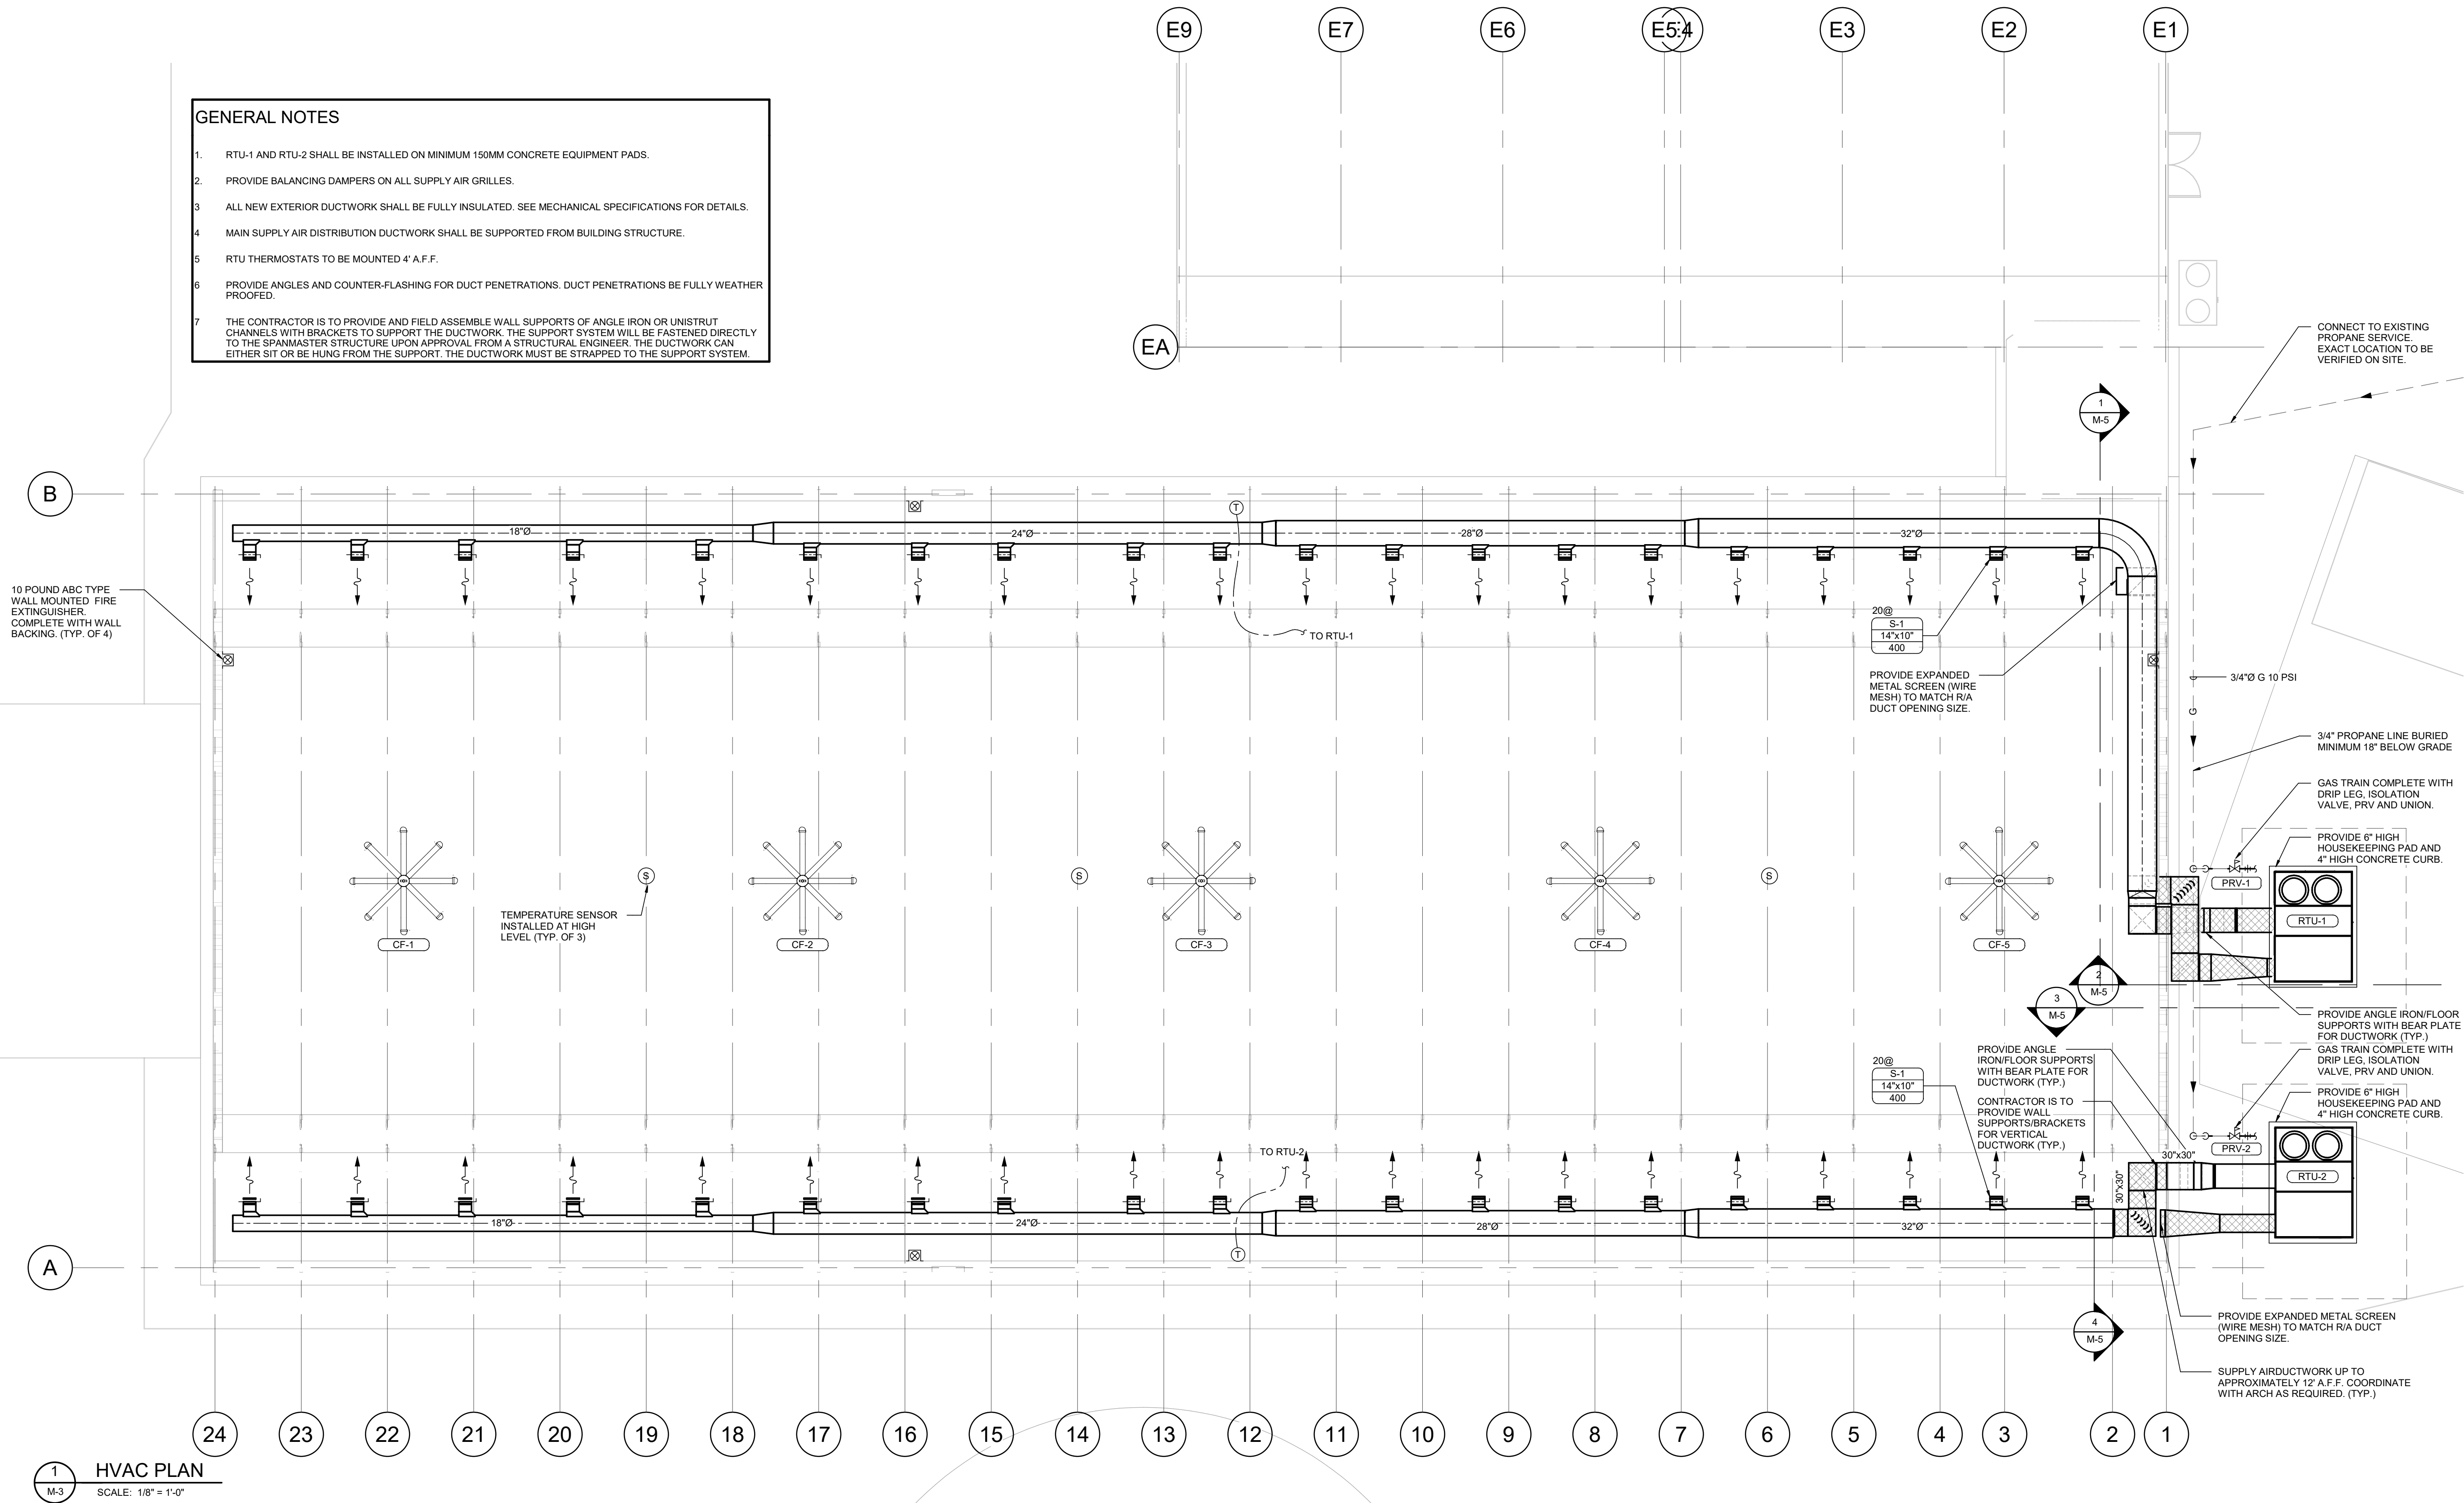 E9
E7
E6
E5
E4
E3
E2
E1
GENERAL NOTES
1. RTU-1 AND RTU-2 SHALL BE INSTALLED ON MINIMUM 150MM CONCRETE EQUIPMENT PADS.
2. PROVIDE BALANCING DAMPERS ON ALL SUPPLY AIR GRILLES.
3 ALL NEW EXTERIOR DUCTWORK SHALL BE FULLY INSULATED. SEE MECHANICAL SPECIFICATIONS FOR DETAILS.
4 MAIN SUPPLY AIR DISTRIBUTION DUCTWORK SHALL BE SUPPORTED FROM BUILDING STRUCTURE.
5 RTU THERMOSTATS TO BE MOUNTED 4' A.F.F.
6 PROVIDE ANGLES AND COUNTER-FLASHING FOR DUCT PENETRATIONS. DUCT PENETRATIONS BE FULLY WEATHER
PROOFED.
7 THE CONTRACTOR IS TO PROVIDE AND FIELD ASSEMBLE WALL SUPPORTS OF ANGLE IRON OR UNISTRUT
CHANNELS WITH BRACKETS TO SUPPORT THE DUCTWORK. THE SUPPORT SYSTEM WILL BE FASTENED DIRECTLY
TO THE SPANMASTER STRUCTURE UPON APPROVAL FROM A STRUCTURAL ENGINEER. THE DUCTWORK CAN
EITHER SIT OR BE HUNG FROM THE SUPPORT. THE DUCTWORK MUST BE STRAPPED TO THE SUPPORT SYSTEM.
EA
CONNECT TO EXISTING
PROPANE SERVICE.
EXACT LOCATION TO BE
VERIFIED ON SITE.
1
M-5
B
T
18"Ø
24"Ø
28"Ø
32"Ø
10 POUND ABC TYPE
WALL MOUNTED FIRE
EXTINGUISHER.
COMPLETE WITH WALL
BACKING. (TYP. OF 4)
TO RTU-1
20@
S-1
14"x10"
400
PROVIDE EXPANDED
METAL SCREEN (WIRE
MESH) TO MATCH R/A
DUCT OPENING SIZE.
3/4"Ø G 10 PSI
G
3/4" PROPANE LINE BURIED
MINIMUM 18" BELOW GRADE
GAS TRAIN COMPLETE WITH
DRIP LEG, ISOLATION
VALVE, PRV AND UNION.
PROVIDE 6" HIGH
HOUSEKEEPING PAD AND
4" HIGH CONCRETE CURB.
PRV-1
RTU-1
S
S
S
TEMPERATURE SENSOR
INSTALLED AT HIGH
LEVEL (TYP. OF 3)
CF-1
CF-2
CF-3
CF-4
CF-5
2
M-5
3
M-5
PROVIDE ANGLE IRON/FLOOR
SUPPORTS WITH BEAR PLATE
FOR DUCTWORK (TYP.)
GAS TRAIN COMPLETE WITH
DRIP LEG, ISOLATION
VALVE, PRV AND UNION.
PROVIDE 6" HIGH
HOUSEKEEPING PAD AND
4" HIGH CONCRETE CURB.
PROVIDE ANGLE
IRON/FLOOR SUPPORTS
WITH BEAR PLATE FOR
DUCTWORK (TYP.)
CONTRACTOR IS TO
PROVIDE WALL
SUPPORTS/BRACKETS
FOR VERTICAL
DUCTWORK (TYP.)
20@
S-1
14"x10"
400
PRV-2
RTU-2
30"x30"
30"x30"
TO RTU-2
18"Ø
24"Ø
28"Ø
32"Ø
T
A
PROVIDE EXPANDED METAL SCREEN
(WIRE MESH) TO MATCH R/A DUCT
OPENING SIZE.
4
M-5
SUPPLY AIRDUCTWORK UP TO
APPROXIMATELY 12' A.F.F. COORDINATE
WITH ARCH AS REQUIRED. (TYP.)
24
23
22
21
20
19
18
17
16
15
14
13
12
11
10
9
8
7
6
5
4
3
2
1
1
M-3
HVAC PLAN
SCALE: 1/8" = 1'-0"